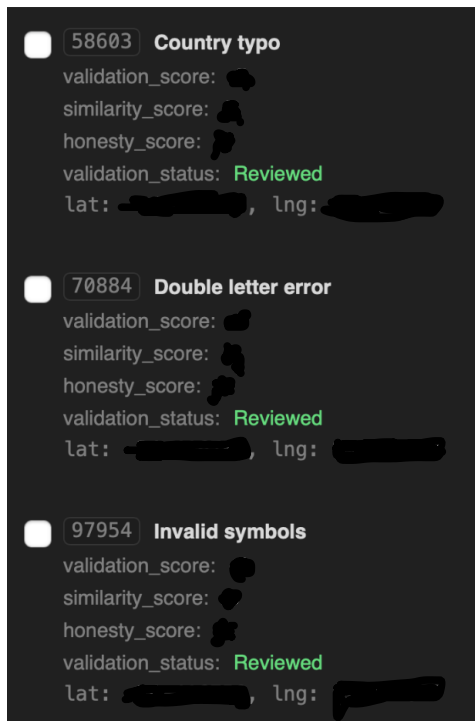 58603 Country typo
validation_score:
similarity_score:
honesty_score:
validation_status: Reviewed
lat: , lng:
70884 Double letter error
validation_score:
similarity_score:
honesty_score:
validation_status: Reviewed
lat: , lng:
97954 Invalid symbols
validation_score:
similarity_score:
honesty_score:
validation_status: Reviewed
lat: , lng: